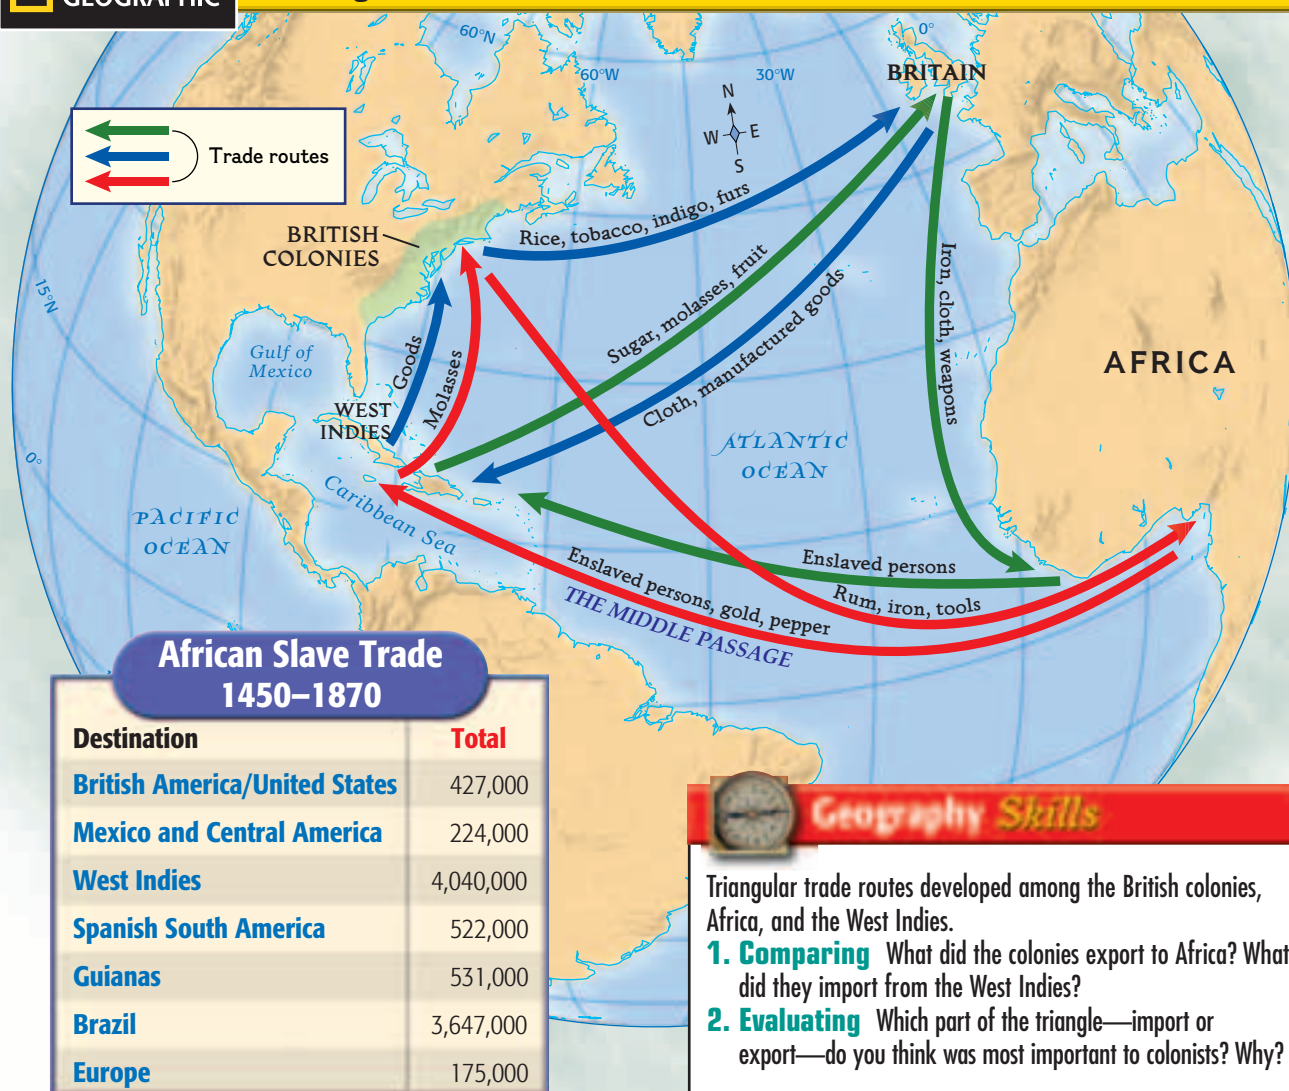 GEOGRAPHIC
60°N
0°
60°W
30°W
BRITAIN
N
W
E
S
Trade routes
Rice, tobacco, indigo, furs
BRITISH
COLONIES
Sugar, molasses, fruit
Iron, cloth, weapons
15°N
Cloth, manufactured goods
Gulf of
Mexico
Goods
Molasses
AFRICA
WEST
INDIES
ATLANTIC
OCEAN
0°
Caribbean Sea
PACIFIC
OCEAN
Enslaved persons
Enslaved persons, gold, pepper
Rum, iron, tools
THE MIDDLE PASSAGE
African Slave Trade
1450–1870
Destination Total
British America/United States 427,000
Mexico and Central America 224,000
West Indies 4,040,000
Spanish South America 522,000
Guianas 531,000
Brazil 3,647,000
Europe 175,000
Geography Skills
Triangular trade routes developed among the British colonies,
Africa, and the West Indies.
1. Comparing What did the colonies export to Africa? What
did they import from the West Indies?
2. Evaluating Which part of the triangle—import or
export—do you think was most important to colonists? Why?